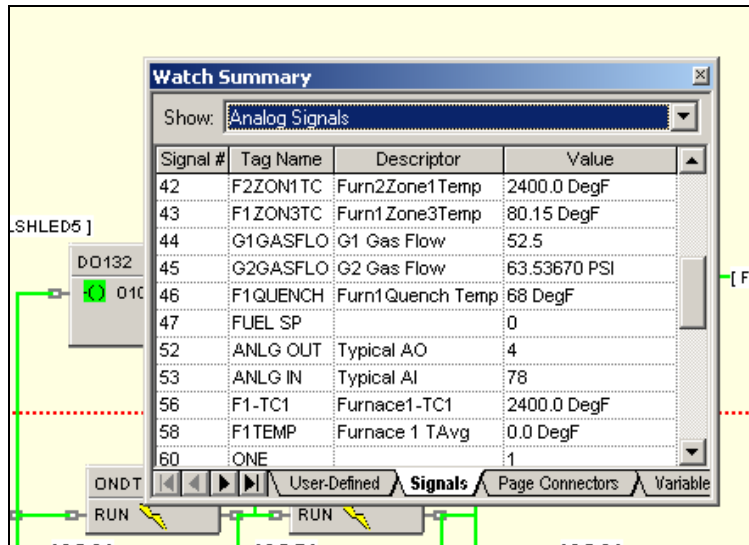 Watch Summary
Show: Analog Signals
Signal # Tag Name Descriptor Value
42 F2ZON1TC Furn2Zone1Temp 2400.0 DegF
43 F1ZON3TC Furn1Zone3Temp 80.15 DegF
44 G1GASFLO G1 Gas Flow 52.5
45 G2GASFLO G2 Gas Flow 63.53670 PSI
46 F1QUENCH Furn1Quench Temp 68 DegF
47 FUEL SP 0
52 ANLG OUT Typical AO 4
53 ANLG IN Typical AI 78
56 F1-TC1 Furnace1-TC1 2400.0 DegF
58 F1TEMP Furnace 1 TAvg 0.0 DegF
60 ONE 1
User-Defined Signals Page Connectors Variable
LSHLED5 ]
DO132
-() 010
[ F
ONDT
RUN
RUN